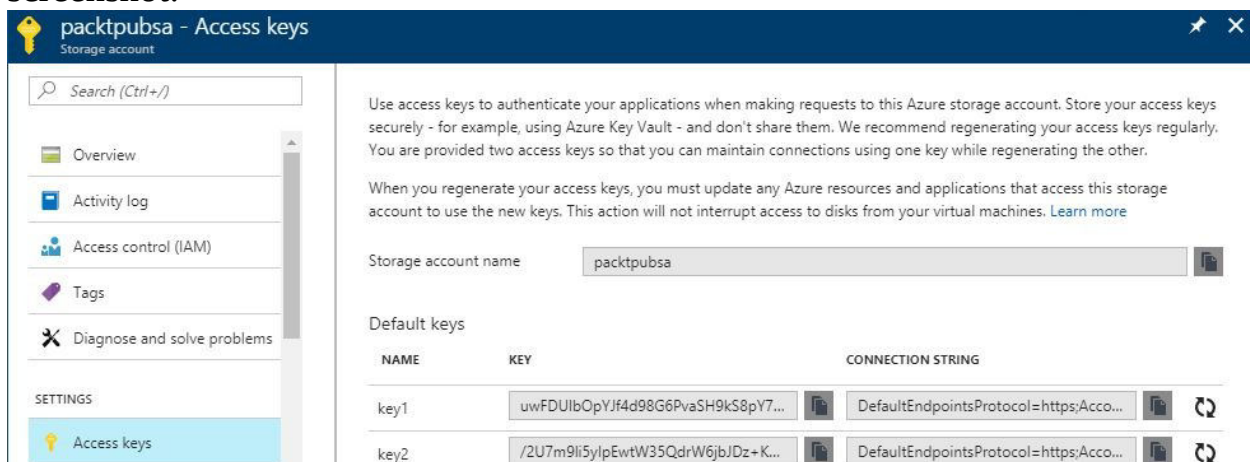 screenshot.
packtpubsa - Access keys
Storage account
Search (Ctrl+/)
Overview
Activity log
Access control (IAM)
Tags
Diagnose and solve problems
SETTINGS
Access keys
Use access keys to authenticate your applications when making requests to this Azure storage account. Store your access keys
securely - for example, using Azure Key Vault - and don't share them. We recommend regenerating your access keys regularly.
You are provided two access keys so that you can maintain connections using one key while regenerating the other.
When you regenerate your access keys, you must update any Azure resources and applications that access this storage
account to use the new keys. This action will not interrupt access to disks from your virtual machines. Learn more
Storage account name packtpubsa
Default keys
NAME KEY CONNECTION STRING
key1 uwFDUIbOpYJf4d98G6PvaSH9kS8pY7... DefaultEndpointsProtocol=https;Acco...
key2 /2U7m9Ii5yIpEwtW35QdrW6jbJDz+K... DefaultEndpointsProtocol=https;Acco...